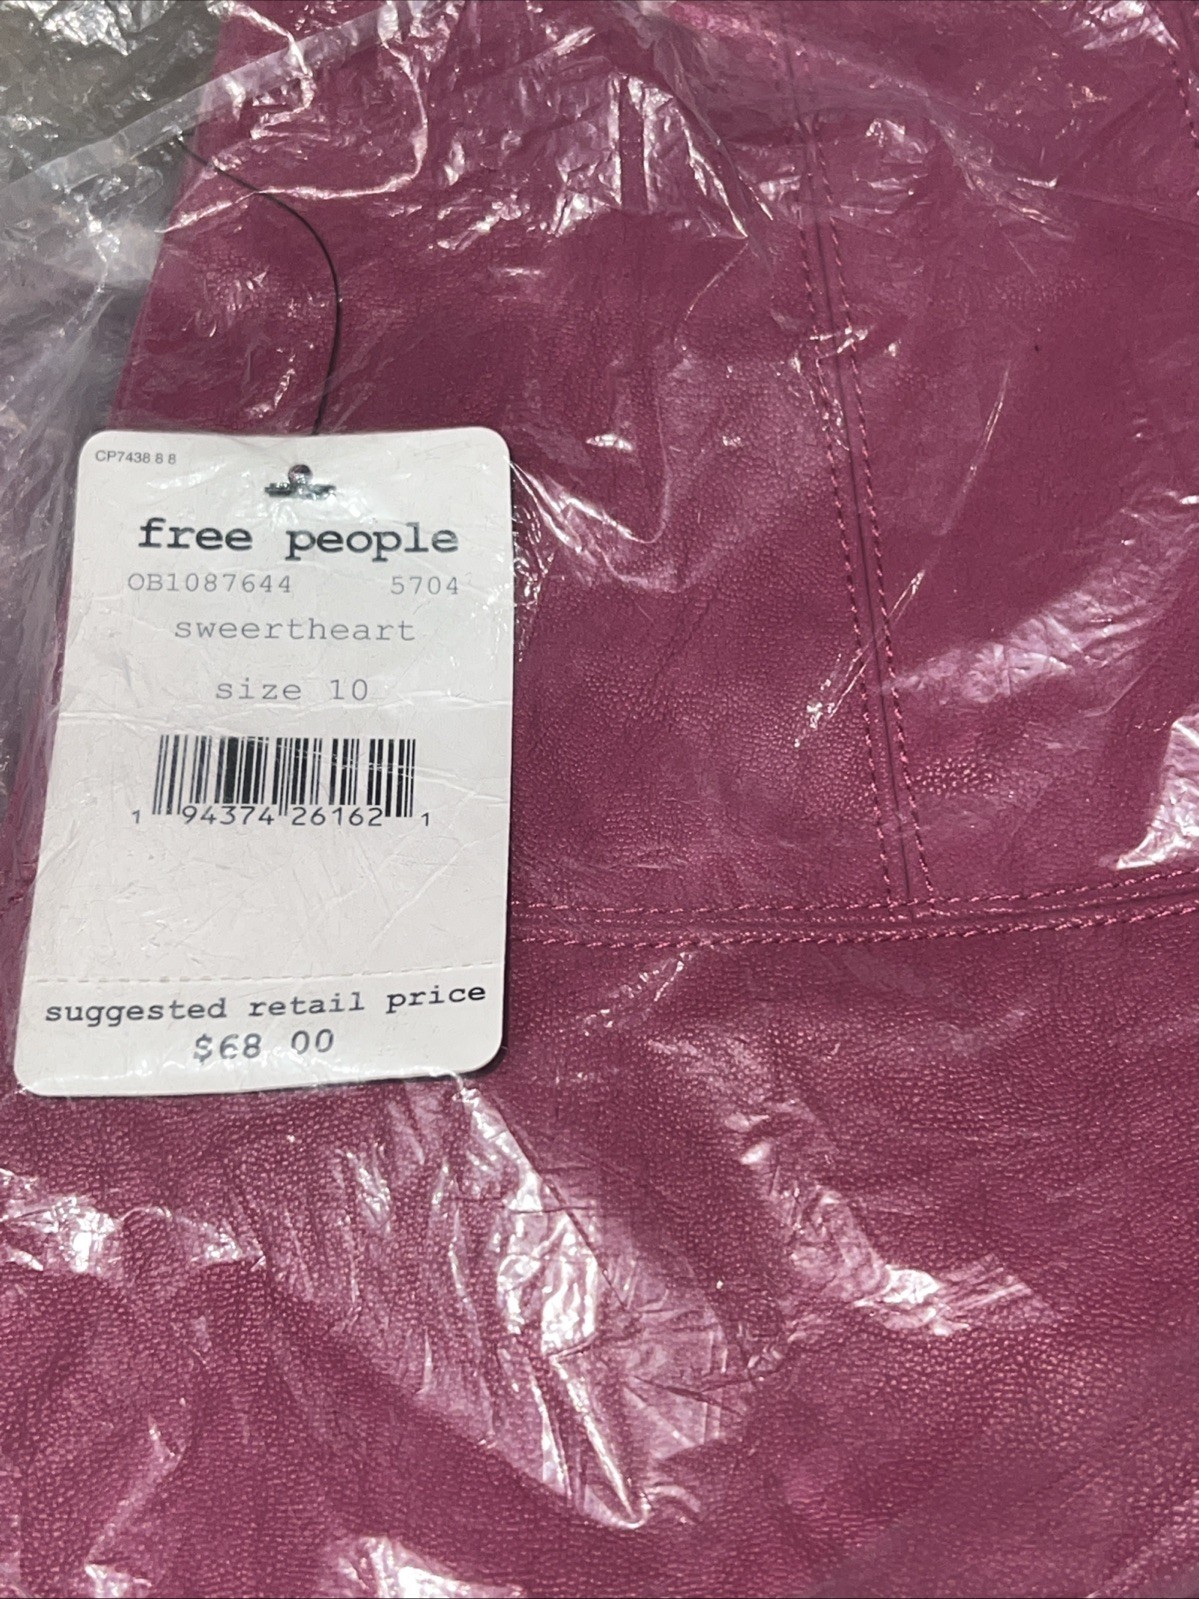 CP7438 8 8
free people
OB1087644 5704
sweertheart
size 10
1 94374 26162 1
suggested retail price
$68 00